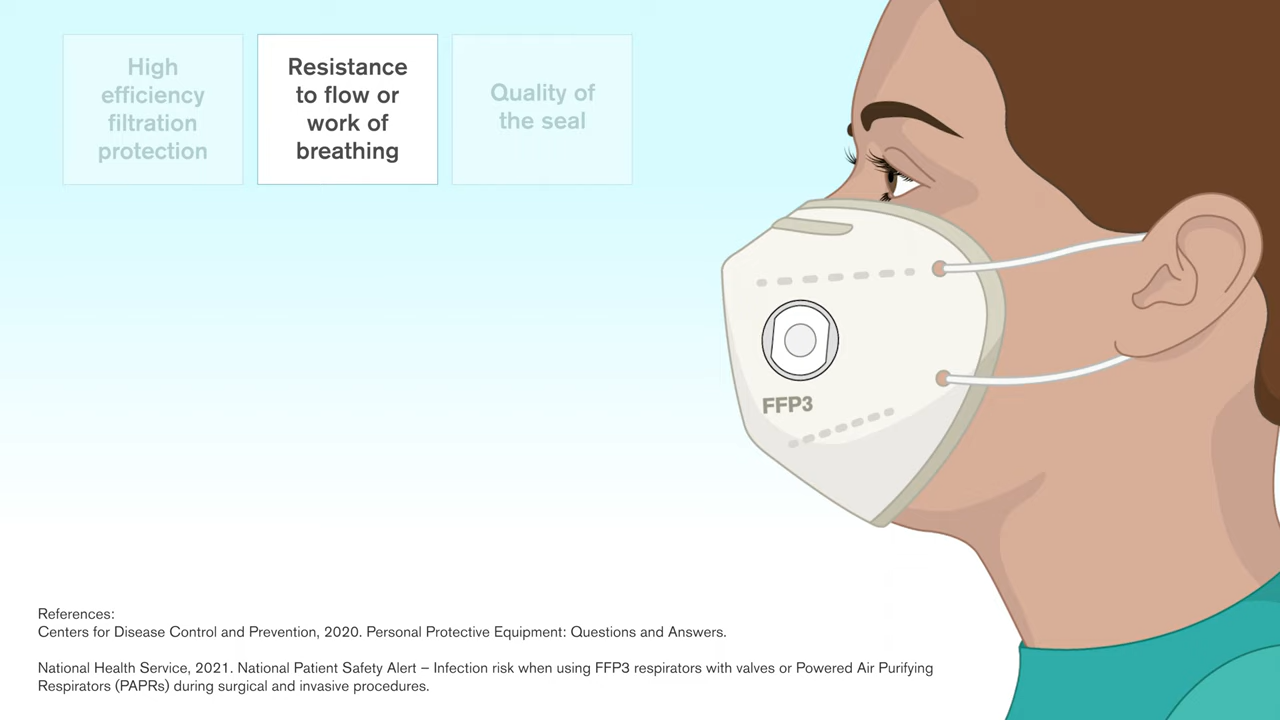 High
efficiency
filtration
protection
Resistance
to flow or
work of
breathing
Quality of
the seal
FFP3
References:
Centers for Disease Control and Prevention, 2020. Personal Protective Equipment: Questions and Answers.
National Health Service, 2021. National Patient Safety Alert – Infection risk when using FFP3 respirators with valves or Powered Air Purifying
Respirators (PAPRs) during surgical and invasive procedures.